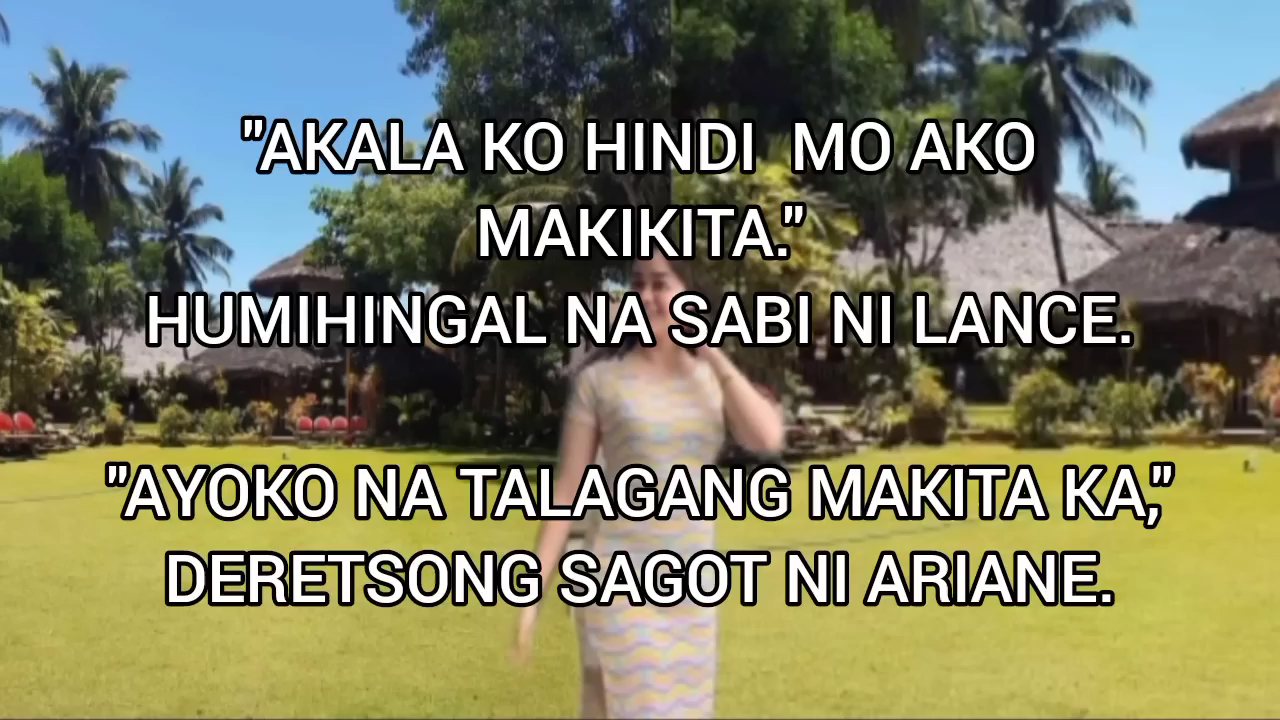 "AKALA KO HINDI  MO AKO
MAKIKITA."
HUMIHINGAL NA SABI NI LANCE.
"AYOKO NA TALAGANG MAKITA KA,"
DERETSONG SAGOT NI ARIANE.